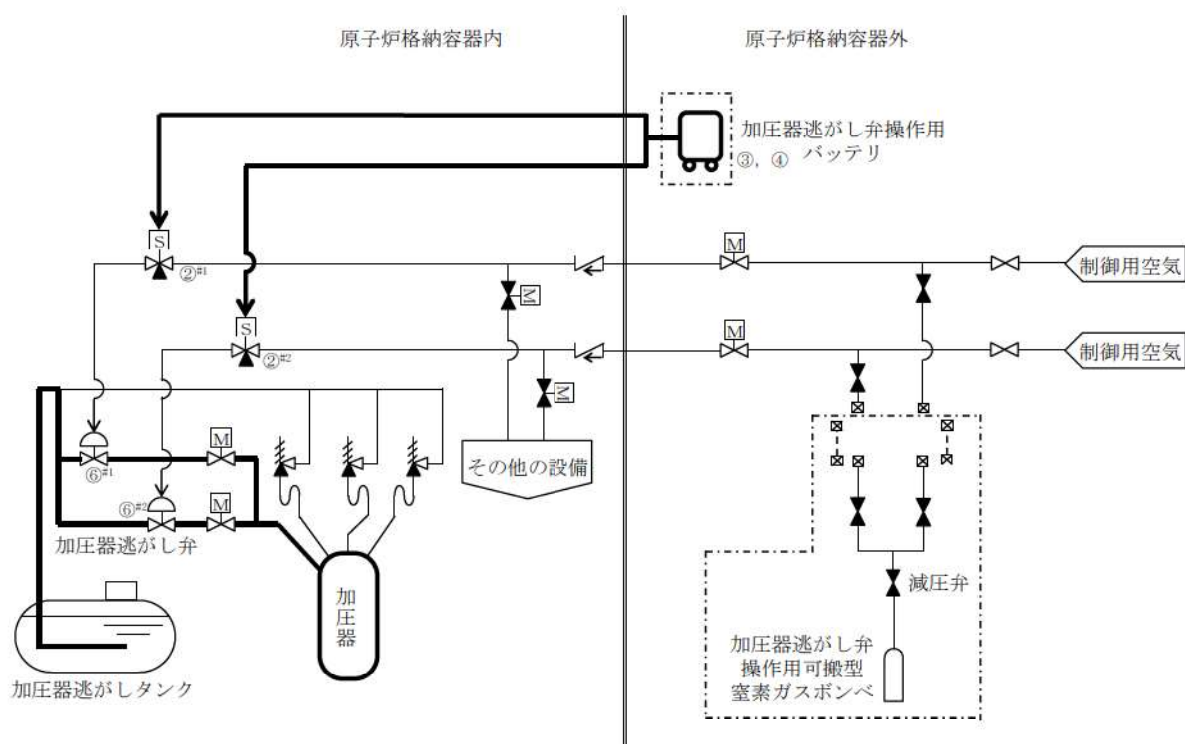 原子炉格納容器内
原子炉格納容器外
加圧器逃がし弁操作用
③，④ バッテリ
S
②#1
M
制御用空気
M
S
②#2
M
制御用空気
M
M
⑥#1
その他の設備
M
⑥#2
加圧器逃がし弁
加圧器
減圧弁
加圧器逃がし弁
操作用可搬型
窒素ガスボンベ
加圧器逃がしタンク